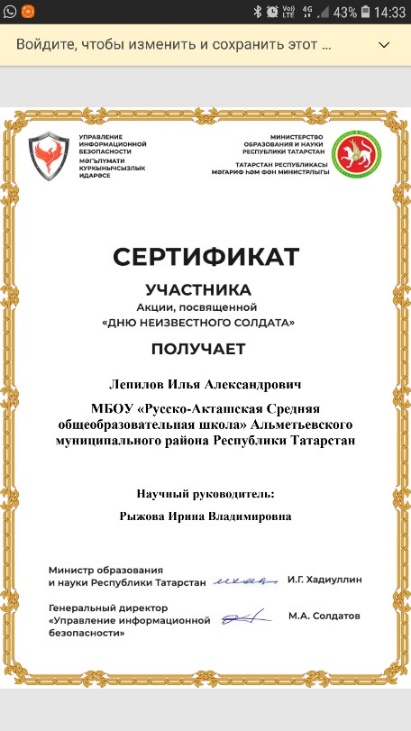 43% 14:33
Войдите, чтобы изменить и сохранить этот ...
УПРАВЛЕНИЕ
ИНФОРМАЦИОННОЙ
БЕЗОПАСНОСТИ
МӘГЪЛҮМАТИ
КУРКЫНЫЧСЫЗЛЫК
ИДАРӘСЕ
МИНИСТЕРСТВО
ОБРАЗОВАНИЯ И НАУКИ
РЕСПУБЛИКИ ТАТАРСТАН
ТАТАРСТАН РЕСПУБЛИКАСЫ
МӘГАРИФ ҺӘМ ФӘН МИНИСТРЛЫГЫ
СЕРТИФИКАТ
УЧАСТНИКА
Акции, посвященной
«ДНЮ НЕИЗВЕСТНОГО СОЛДАТА»
ПОЛУЧАЕТ
Лепилов Илья Александрович
МБОУ «Русско-Акташская Средняя
общеобразовательная школа» Альметьевского
муниципального района Республики Татарстан
Научный руководитель:
Рыжова Ирина Владимировна
Министр образования
и науки Республики Татарстан И.Г. Хадиуллин
Генеральный директор
«Управление информационной М.А. Солдатов
безопасности»